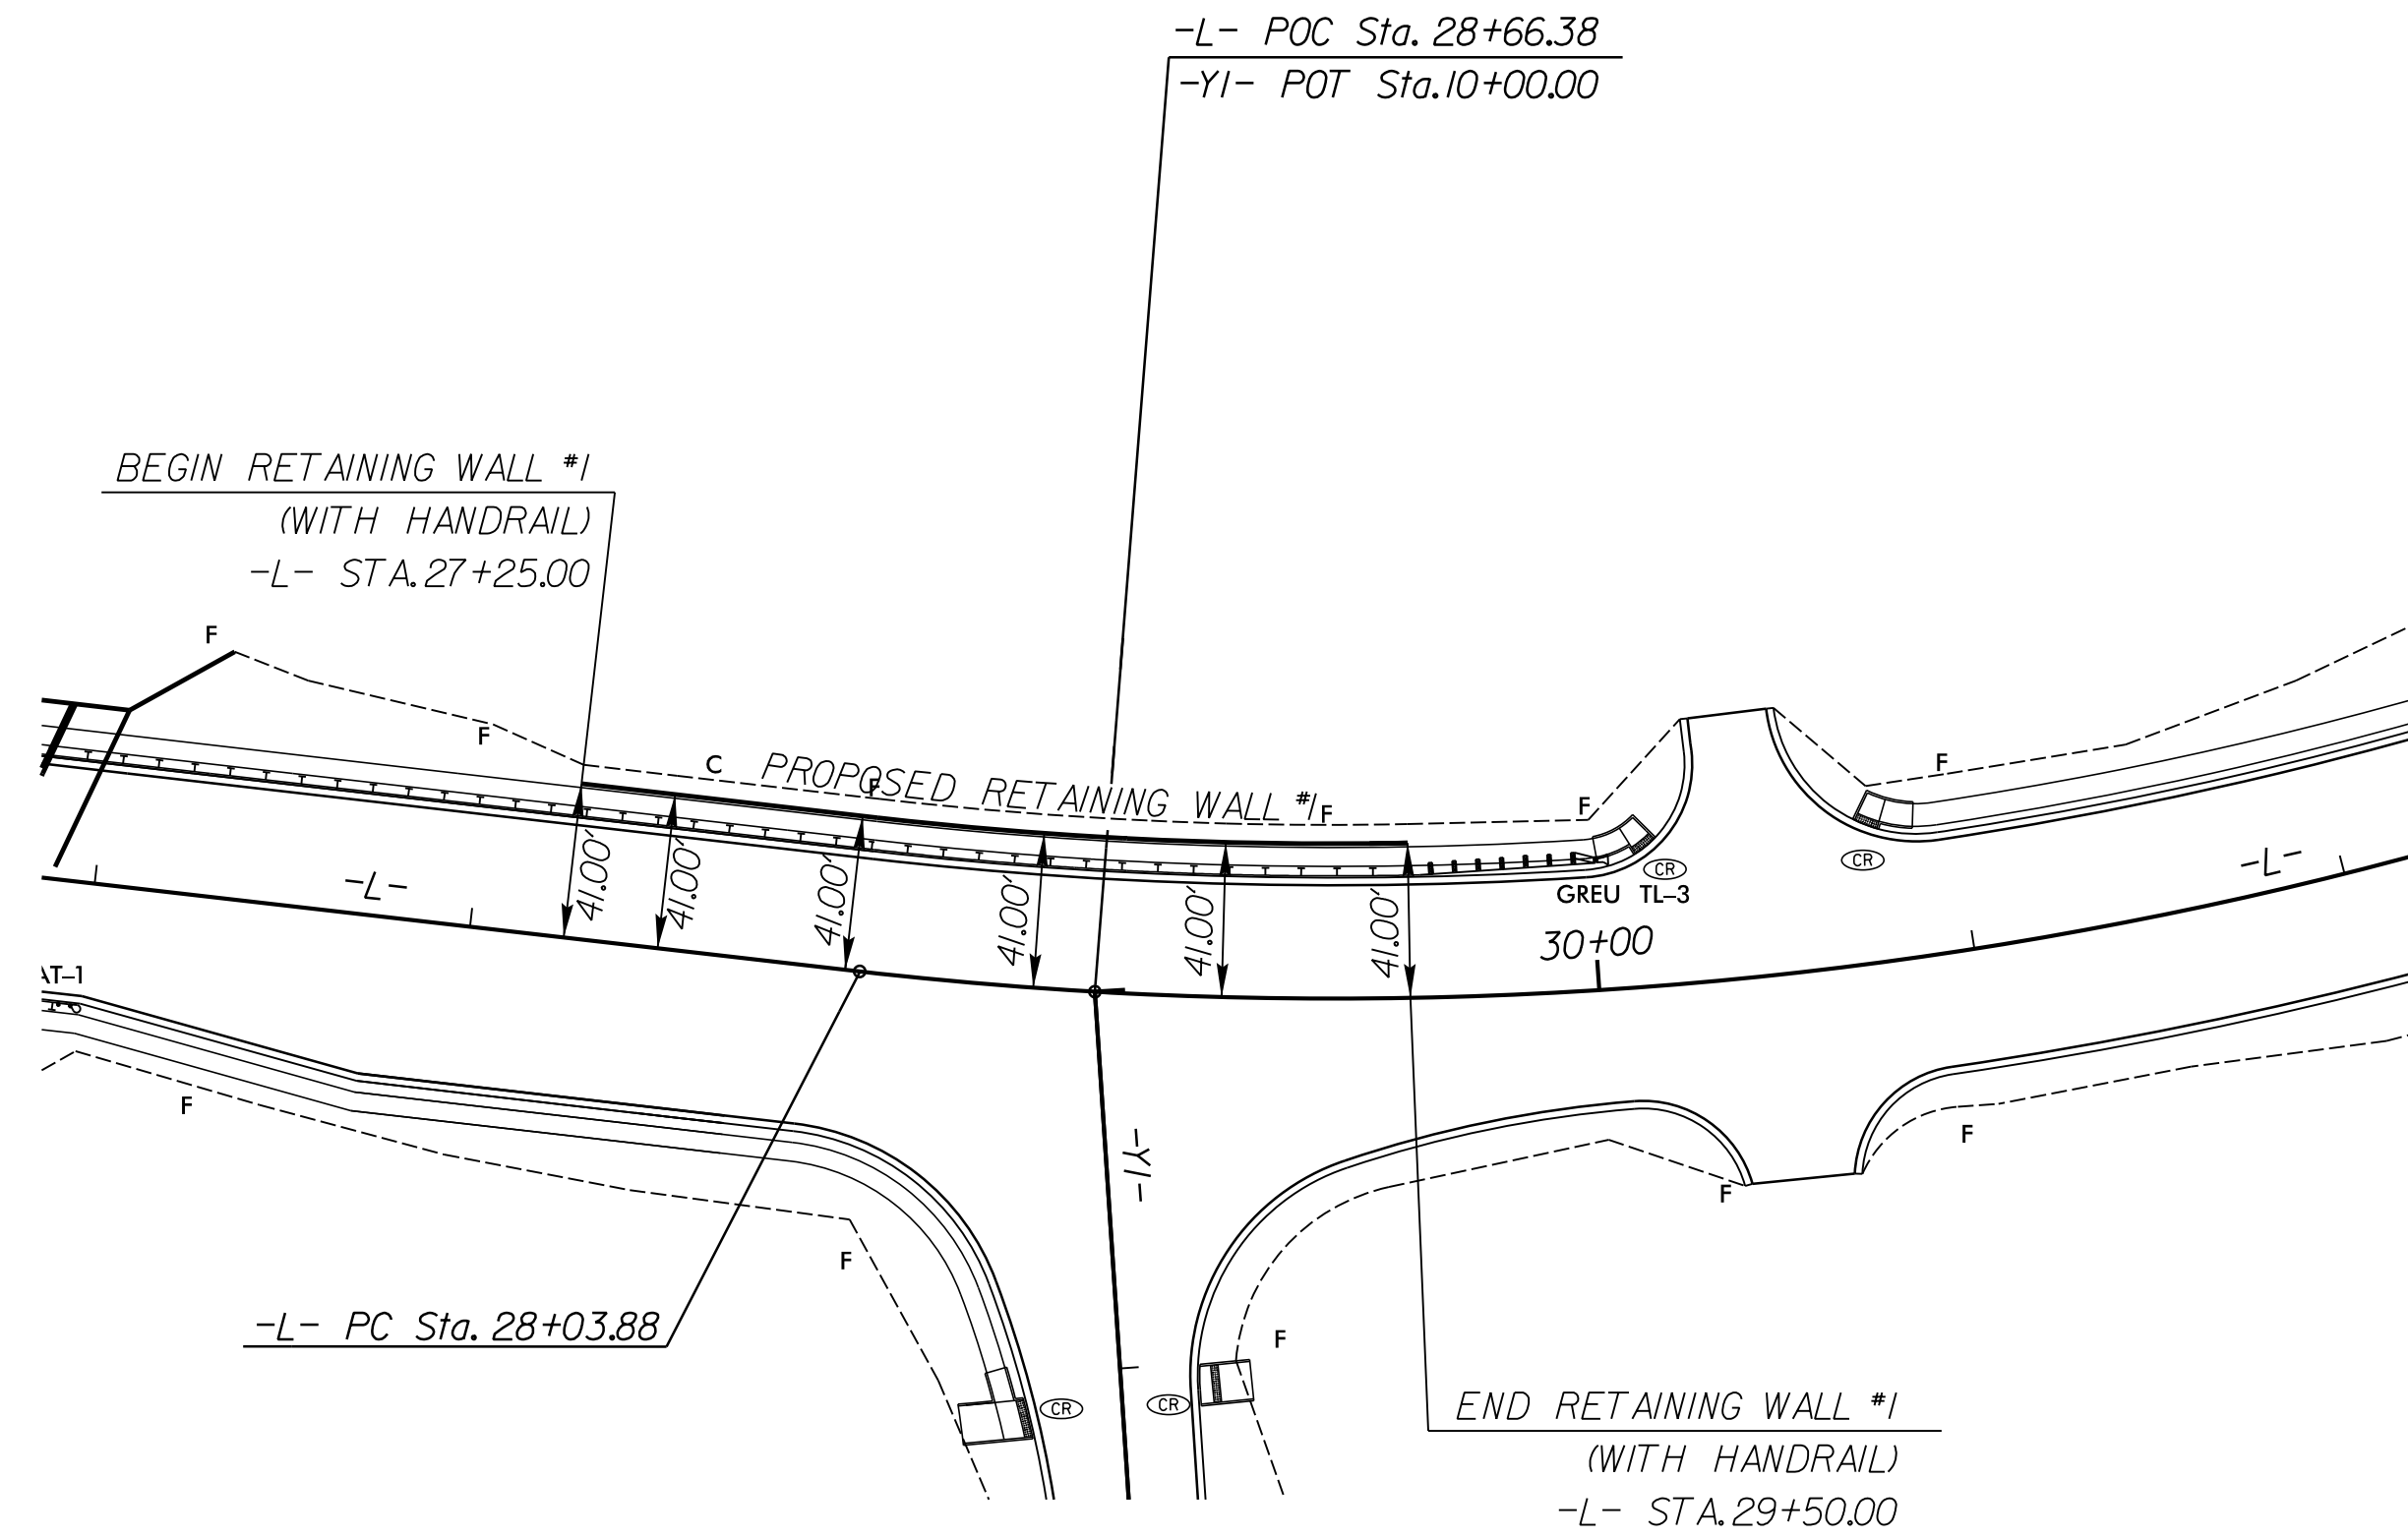 -L- POC Sta. 28+66.38
-Y1- POT Sta. 10+00.00
BEGIN RETAINING WALL #1
(WITH HANDRAIL)
-L- STA. 27+25.00
F
F
C
PROPOSED RETAINING WALL #1
F
F
F
F
41.00'
41.00'
41.00'
41.00'
41.00'
41.00'
-L-
CR
CR
GREU TL-3
-L-
30+00
AT-1
F
-Y1-
F
F
F
-L- PC Sta. 28+03.88
F
CR
CR
END RETAINING WALL #1
(WITH HANDRAIL)
-L- STA. 29+50.00